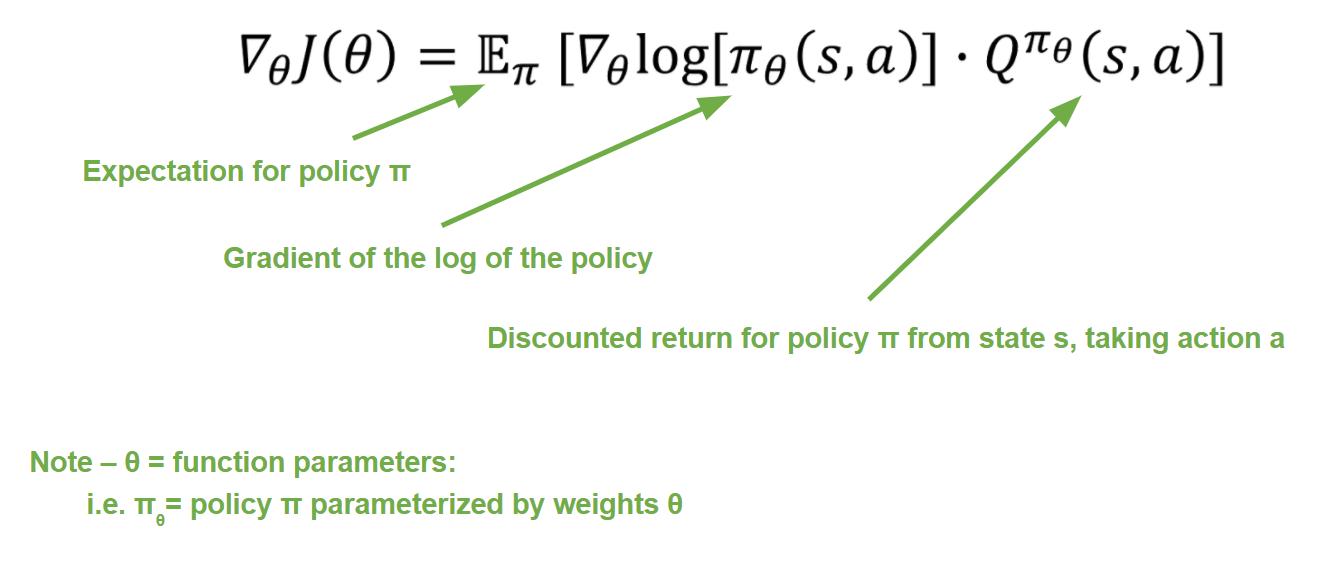 ∇θJ(θ) = 𝔼π [∇θlog[πθ(s, a)] · Q^πθ(s, a)]
Expectation for policy π
Gradient of the log of the policy
Discounted return for policy π from state s, taking action a
Note – θ = function parameters:
i.e. πθ= policy π parameterized by weights θ